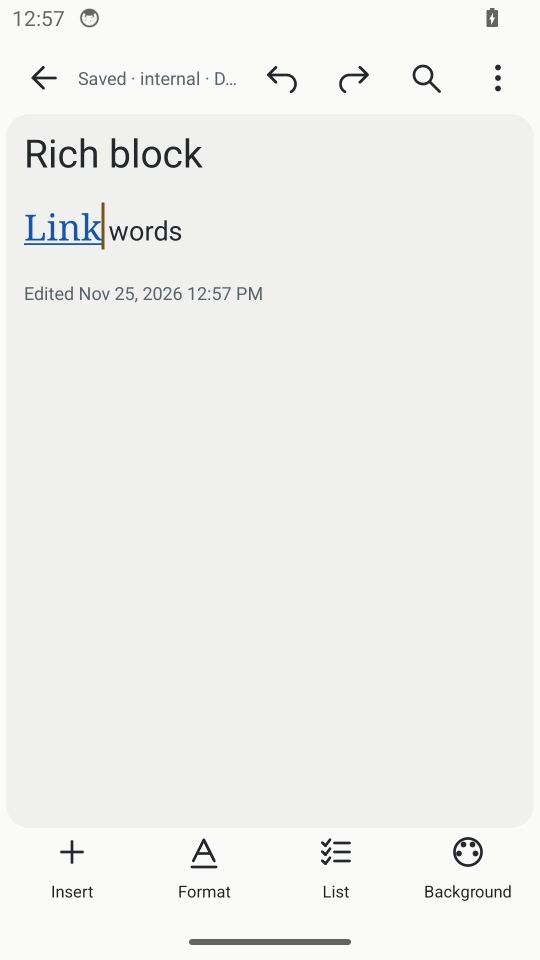 12:57
Saved · internal · D…
Rich block
Link words
Edited Nov 25, 2026 12:57 PM
Insert
Format
List
Background